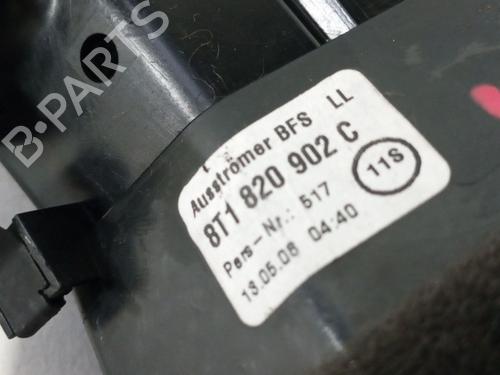 B-PARTS
Ausströmer BFS LL
8T1 820 902 C
11S
Pers-Nr.: 517
13.05.08 04:40